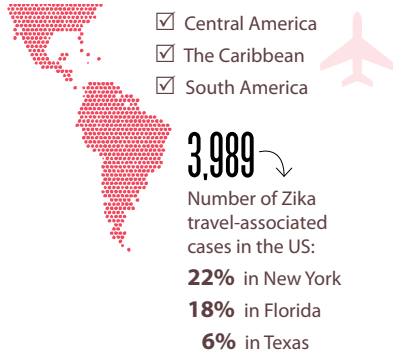 ☑ Central America
☑ The Caribbean
☑ South America
3,989
Number of Zika
travel-associated
cases in the US:
22% in New York
18% in Florida
6% in Texas